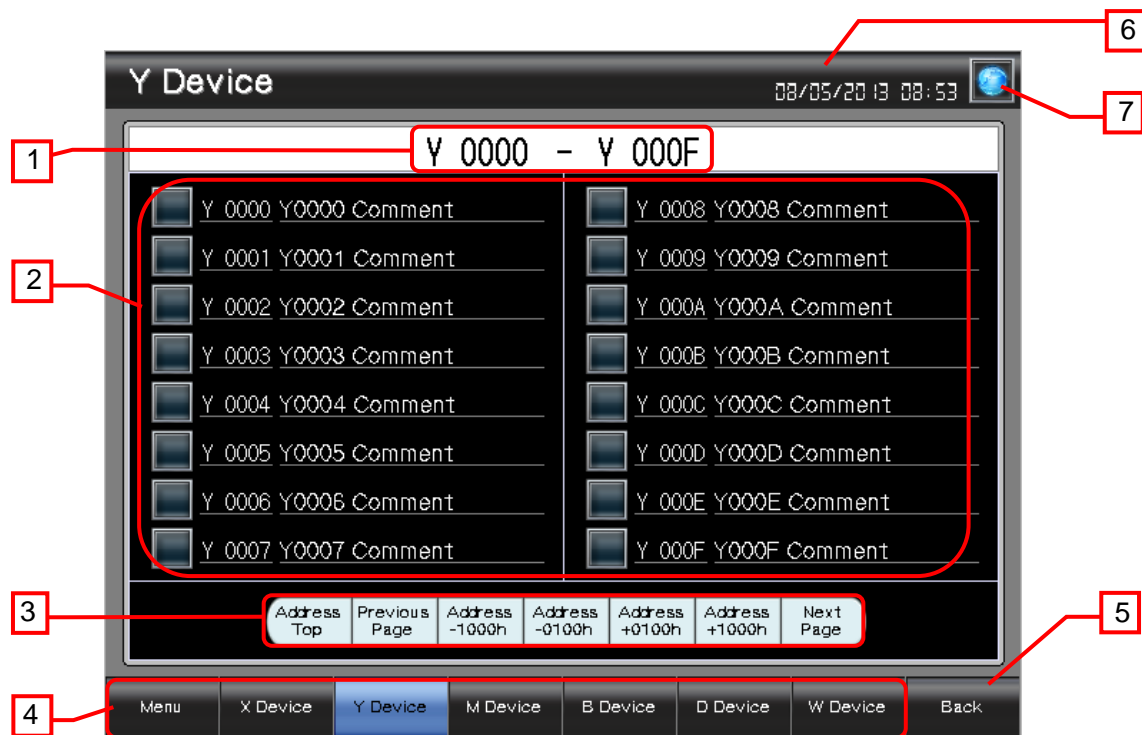 6
Y Device
08/05/2013 08:53
7
1
Y 0000 - Y 000F
Y 0000 Y0000 Comment
Y 0001 Y0001 Comment
2
Y 0002 Y0002 Comment
Y 0003 Y0003 Comment
Y 0004 Y0004 Comment
Y 0005 Y0005 Comment
Y 0006 Y0006 Comment
Y 0007 Y0007 Comment
Y 0008 Y0008 Comment
Y 0009 Y0009 Comment
Y 000A Y000A Comment
Y 000B Y000B Comment
Y 000C Y000C Comment
Y 000D Y000D Comment
Y 000E Y000E Comment
Y 000F Y000F Comment
3
Address
Top
Previous
Page
Address
-1000h
Address
-0100h
Address
+0100h
Address
+1000h
Next
Page
5
4
Menu
X Device
Y Device
M Device
B Device
D Device
W Device
Back